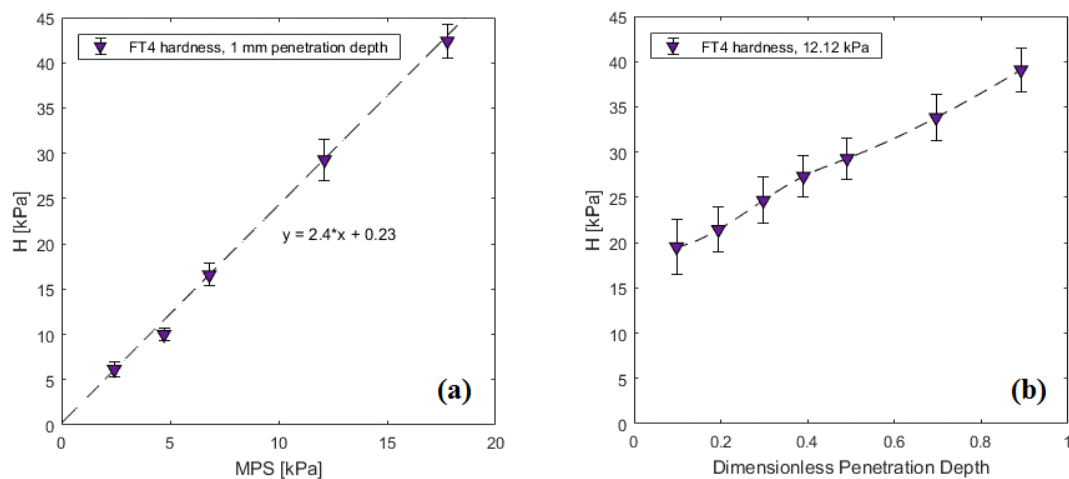 45
40
35
30
25
20
15
10
5
0
H [kPa]
FT4 hardness, 1 mm penetration depth
y = 2.4*x + 0.23
(a)
0 5 10 15 20
MPS [kPa]
45
40
35
30
25
20
15
10
5
0
H [kPa]
FT4 hardness, 12.12 kPa
(b)
0 0.2 0.4 0.6 0.8 1
Dimensionless Penetration Depth